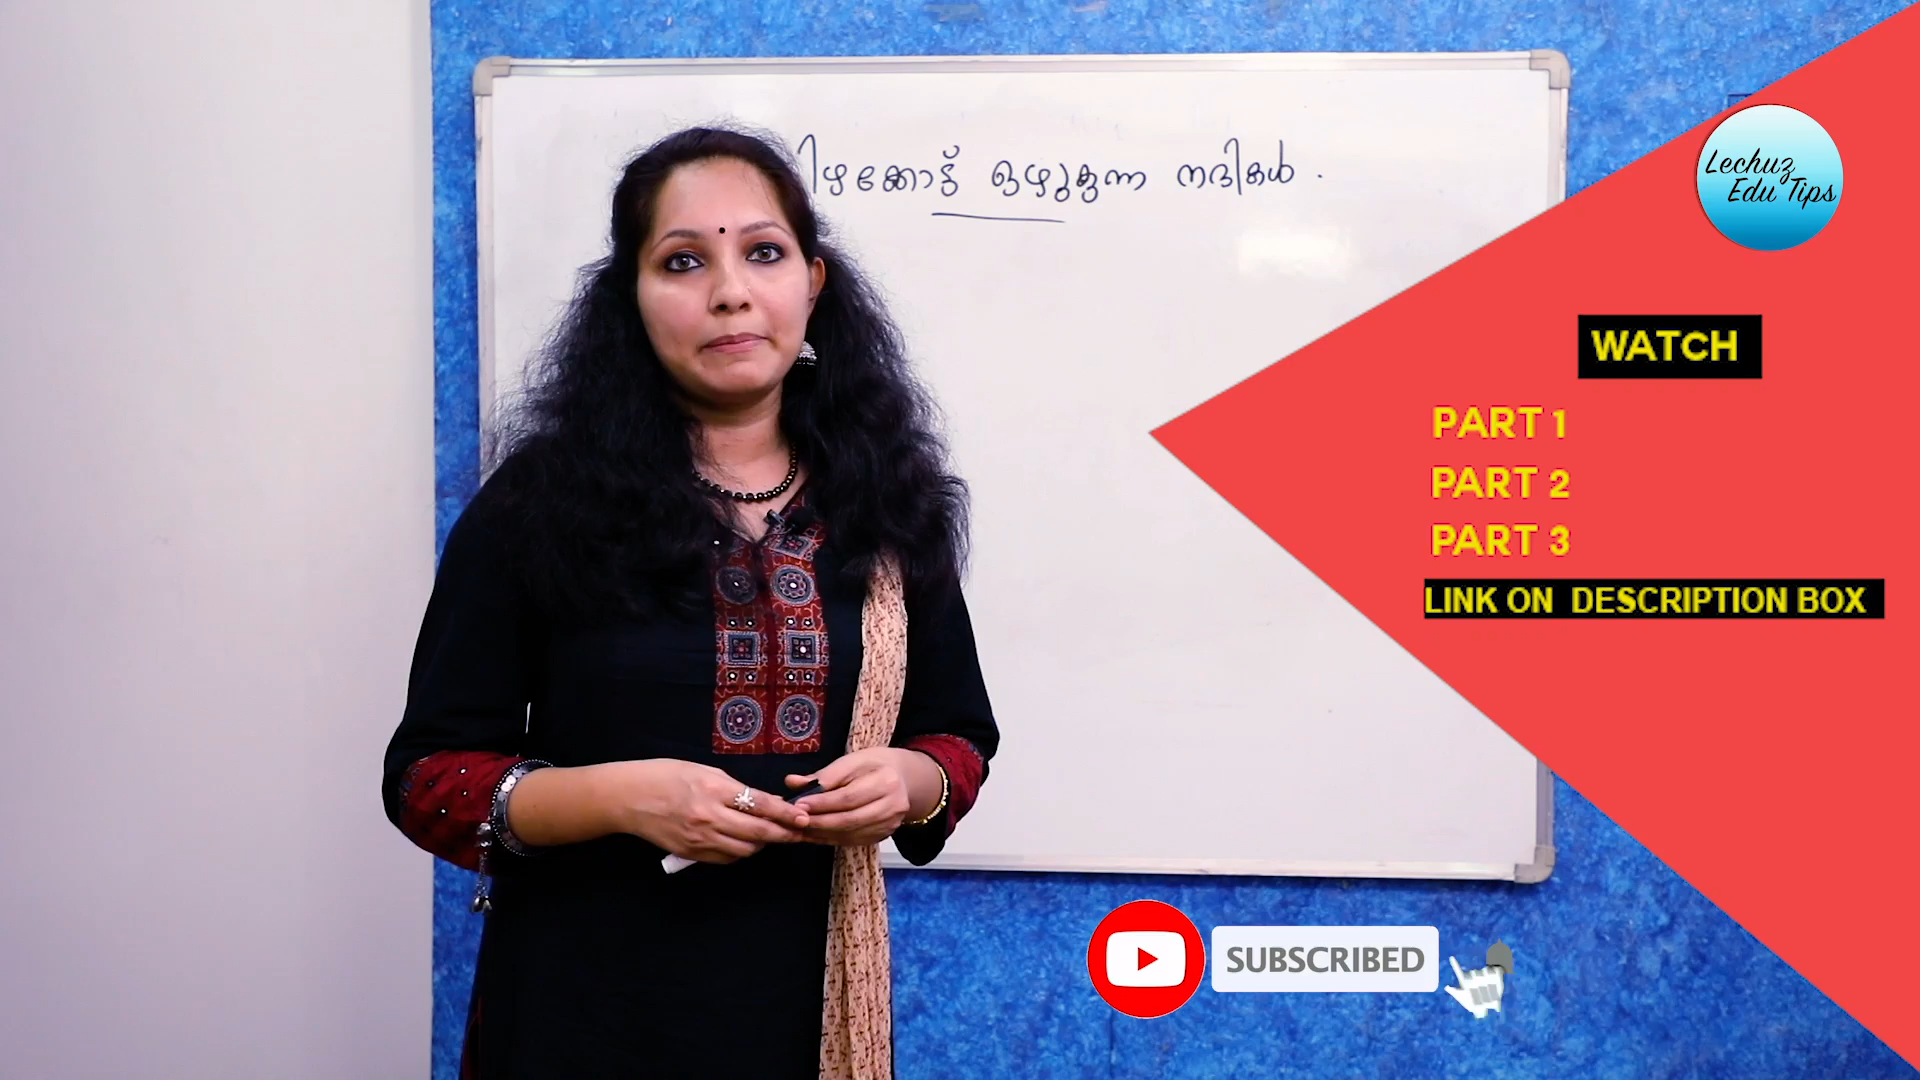 ിഴക്കോട്ട് ഒഴുകുന്ന നദികൾ .
Lechuz
Edu Tips
WATCH
PART 1
PART 2
PART 3
LINK ON DESCRIPTION BOX
SUBSCRIBED